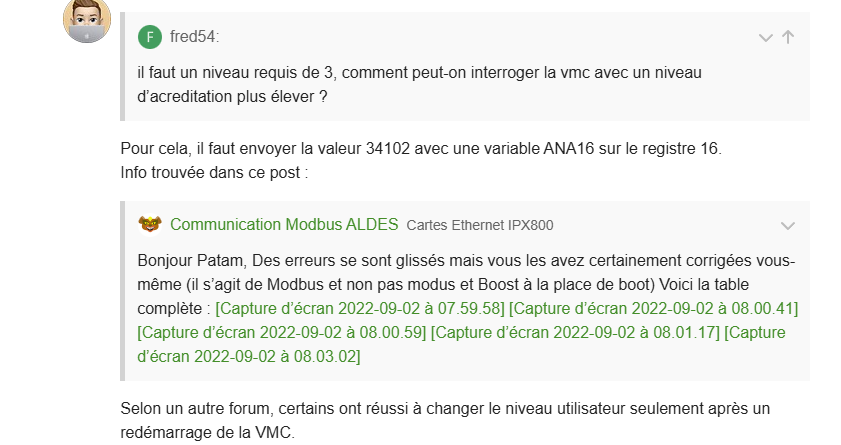 F fred54:
il faut un niveau requis de 3, comment peut-on interroger la vmc avec un niveau
d’acreditation plus élever ?
Pour cela, il faut envoyer la valeur 34102 avec une variable ANA16 sur le registre 16.
Info trouvée dans ce post :
Communication Modbus ALDES Cartes Ethernet IPX800
Bonjour Patam, Des erreurs se sont glissés mais vous les avez certainement corrigées vous-
même (il s’agit de Modbus et non pas modus et Boost à la place de boot) Voici la table
complète : [Capture d’écran 2022-09-02 à 07.59.58] [Capture d’écran 2022-09-02 à 08.00.41]
[Capture d’écran 2022-09-02 à 08.00.59] [Capture d’écran 2022-09-02 à 08.01.17] [Capture
d’écran 2022-09-02 à 08.03.02]
Selon un autre forum, certains ont réussi à changer le niveau utilisateur seulement après un
redémarrage de la VMC.